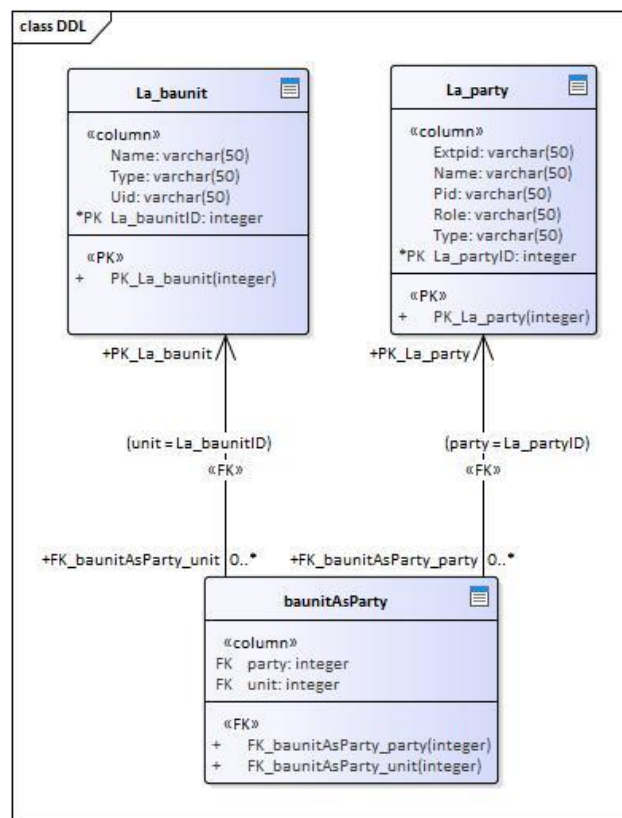 class DDL
La_baunit
«column»
Name: varchar(50)
Type: varchar(50)
Uid: varchar(50)
*PK La_baunitID: integer
«PK»
+ PK_La_baunit(integer)
La_party
«column»
Extpid: varchar(50)
Name: varchar(50)
Pid: varchar(50)
Role: varchar(50)
Type: varchar(50)
*PK La_partyID: integer
«PK»
+ PK_La_party(integer)
+PK_La_baunit
+PK_La_party
(unit = La_baunitID)
«FK»
(party = La_partyID)
«FK»
+FK_baunitAsParty_unit 0..*
+FK_baunitAsParty_party 0..*
baunitAsParty
«column»
FK party: integer
FK unit: integer
«FK»
+ FK_baunitAsParty_party(integer)
+ FK_baunitAsParty_unit(integer)